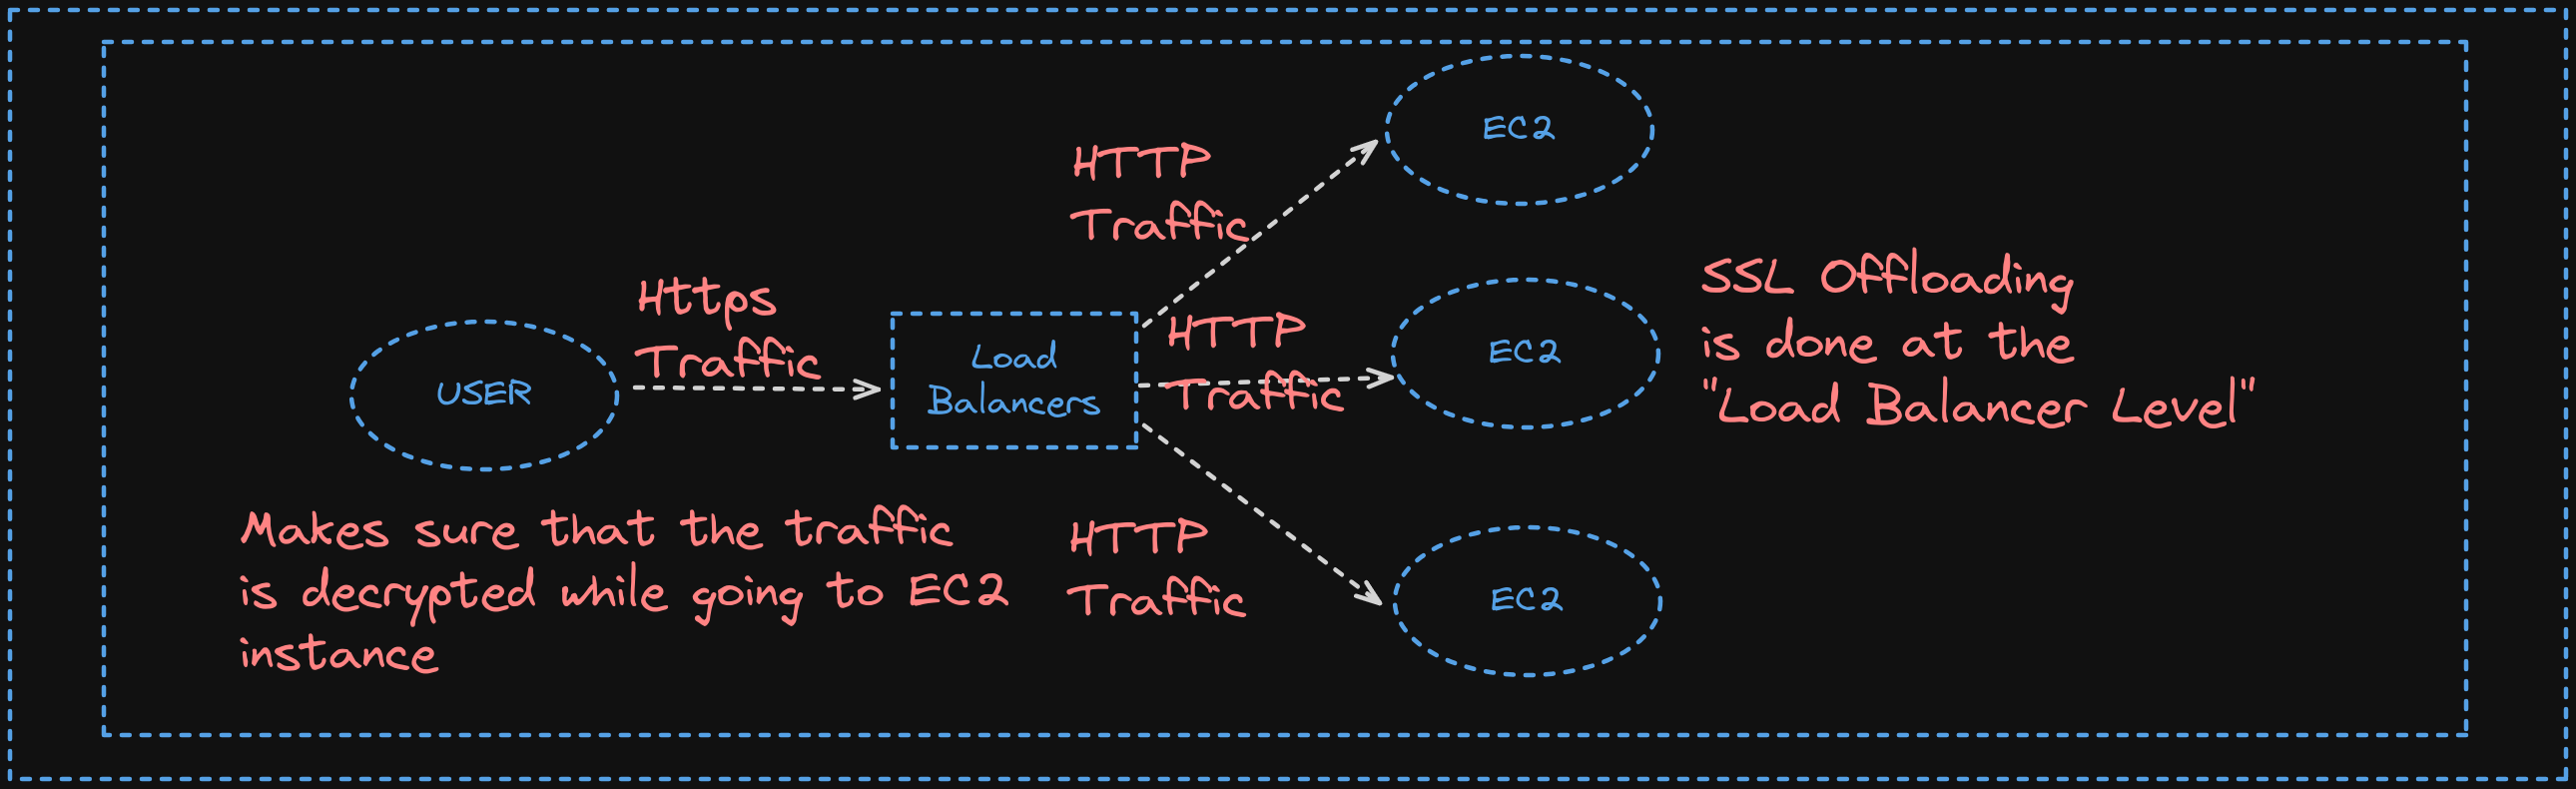 EC2
HTTP
Traffic
Https
Traffic
USER
Load
Balancers
HTTP
Traffic
EC2
SSL Offloading
is done at the
"Load Balancer Level"
Makes sure that the traffic
is decrypted while going to EC2
instance
HTTP
Traffic
EC2